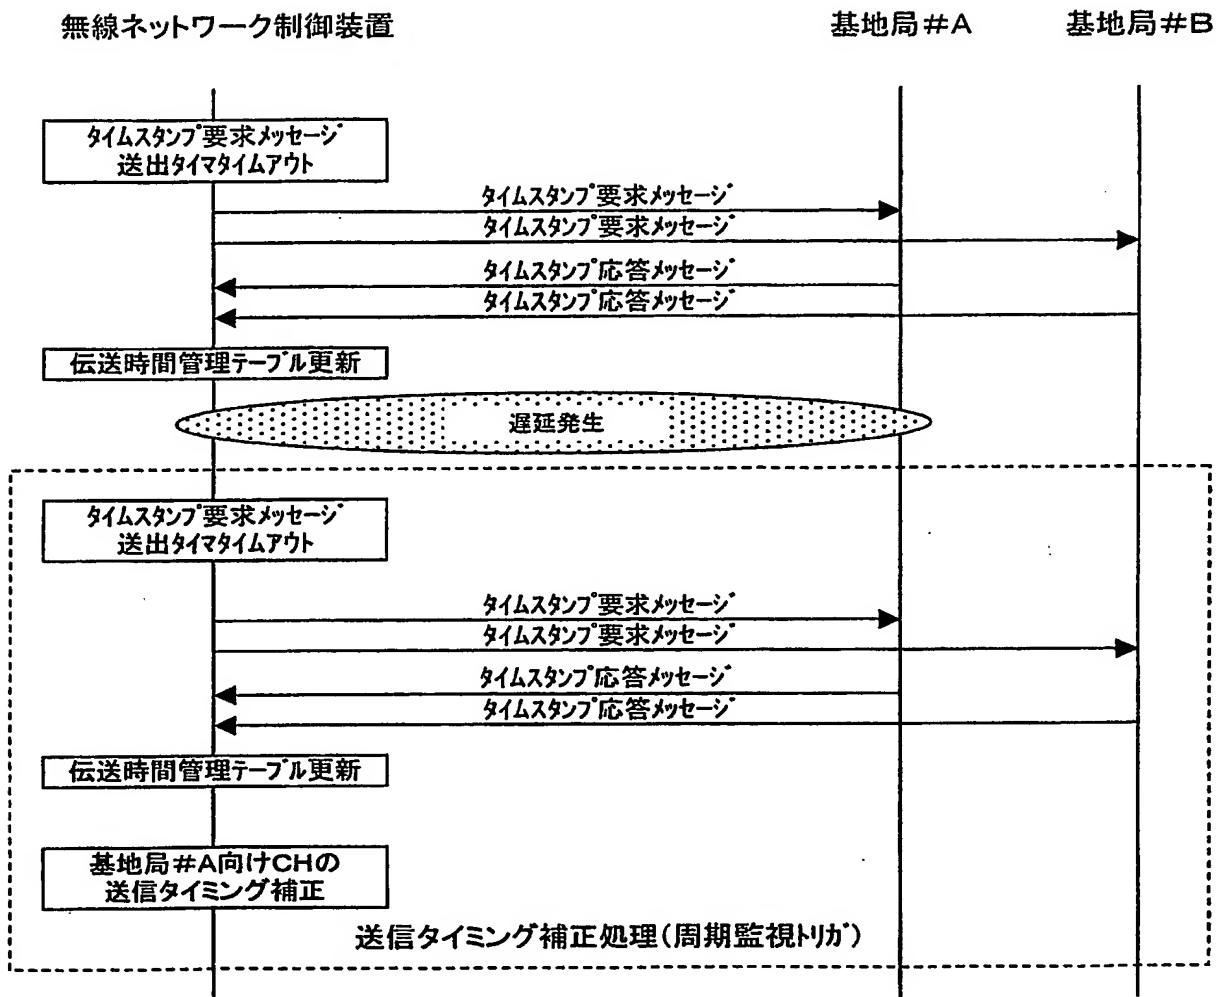 無線ネットワーク制御装置
基地局#A
基地局#B
タイムスタンプ要求メッセージ
送出タイマタイムアウト
タイムスタンプ要求メッセージ
タイムスタンプ要求メッセージ
タイムスタンプ応答メッセージ
タイムスタンプ応答メッセージ
伝送時間管理テーブル更新
遅延発生
タイムスタンプ要求メッセージ
送出タイマタイムアウト
タイムスタンプ要求メッセージ
タイムスタンプ要求メッセージ
タイムスタンプ応答メッセージ
タイムスタンプ応答メッセージ
伝送時間管理テーブル更新
基地局#A向けCHの
送信タイミング補正
送信タイミング補正処理(周期監視トリガ)